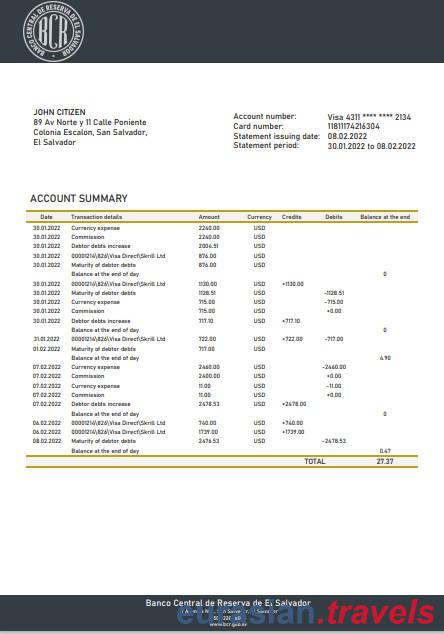 BANCO CENTRAL DE RESERVA DE EL SALVADOR
BCR
JOHN CITIZEN
89 Av Norte y 11 Calle Poniente
Colonia Escalon, San Salvador,
El Salvador
Account number: Visa 4311 **** **** 2134
Card number: 11811174216304
Statement issuing date: 08.02.2022
Statement period: 30.01.2022 to 08.02.2022
ACCOUNT SUMMARY
Date Transaction details Amount Currency Credits Debits Balance at the end
30.01.2022 Currency expense 2240.00 USD
30.01.2022 Commission 2240.00 USD
30.01.2022 Debtor debts increase 2004.51 USD
30.01.2022 00001214\826\Visa Direct\Skrill Ltd 876.00 USD
30.01.2022 Maturity of debtor debts 876.00 USD
Balance at the end of day 0
30.01.2022 00001214\826\Visa Direct\Skrill Ltd 1130.00 USD +1130.00
30.01.2022 Maturity of debtor debts 1128.51 USD -1128.51
30.01.2022 Currency expense 715.00 USD -715.00
30.01.2022 Commission 715.00 USD +0.00
30.01.2022 Debtor debts increase 717.10 USD +717.10
Balance at the end of day 0
31.01.2022 00001214\826\Visa Direct\Skrill Ltd 722.00 USD +722.00 -717.00
01.02.2022 Maturity of debtor debts 717.00 USD
Balance at the end of day 4.90
07.02.2022 Currency expense 2460.00 USD -2460.00
07.02.2022 Commission 2400.00 USD +0.00
07.02.2022 Currency expense 11.00 USD -11.00
07.02.2022 Commission 11.00 USD +0.00
07.02.2022 Debtor debts increase 2478.53 USD +2478.00
Balance at the end of day 0
06.02.2022 00001214\826\Visa Direct\Skrill Ltd 740.00 USD +740.00
06.02.2022 00001214\826\Visa Direct\Skrill Ltd 1739.00 USD +1739.00
08.02.2022 Maturity of debtor debts 2476.53 USD -2478.53
Balance at the end of day 0.47
TOTAL 27.37
Banco Central de Reserva de El Salvador
eurasian.travels
www.bcr.gob.sv